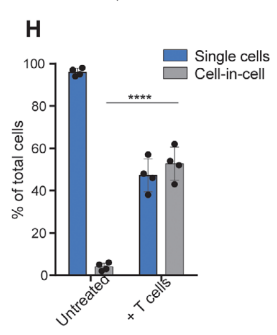 H
Single cells
Cell-in-cell
% of total cells
100
80
60
40
20
0
****
Untreated
+ T cells